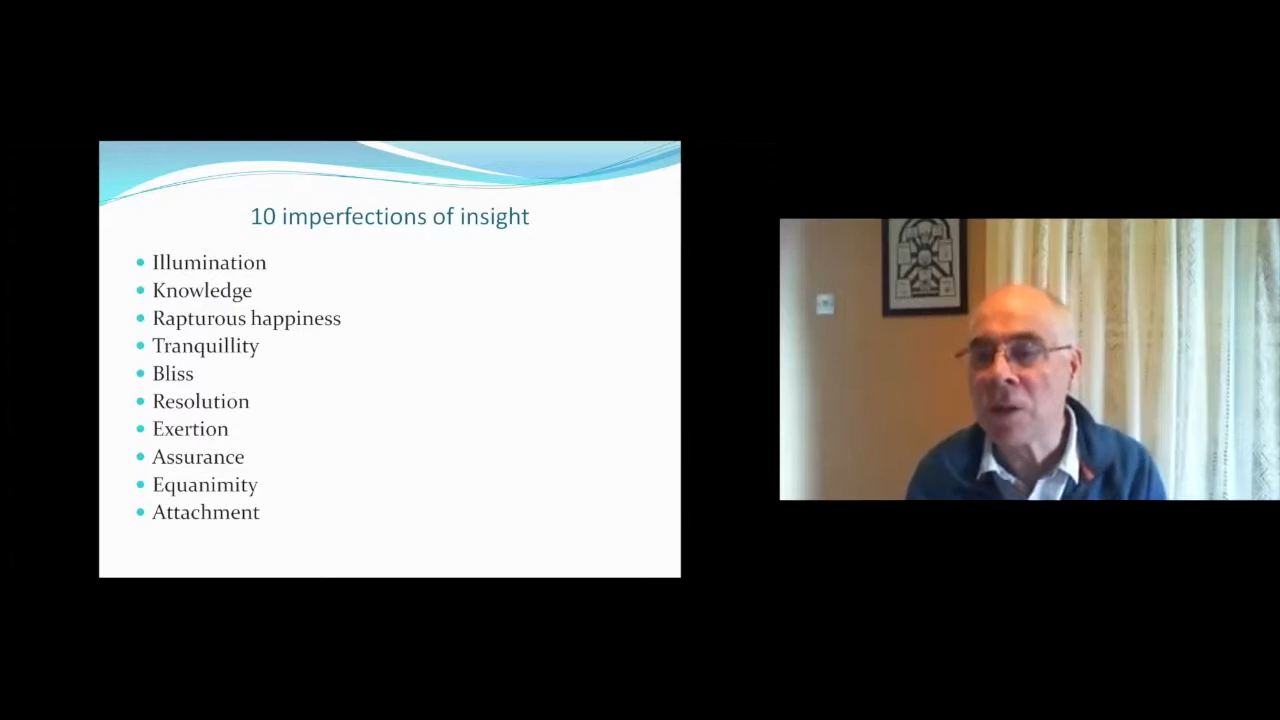 10 imperfections of insight
Illumination
Knowledge
Rapturous happiness
Tranquillity
Bliss
Resolution
Exertion
Assurance
Equanimity
Attachment